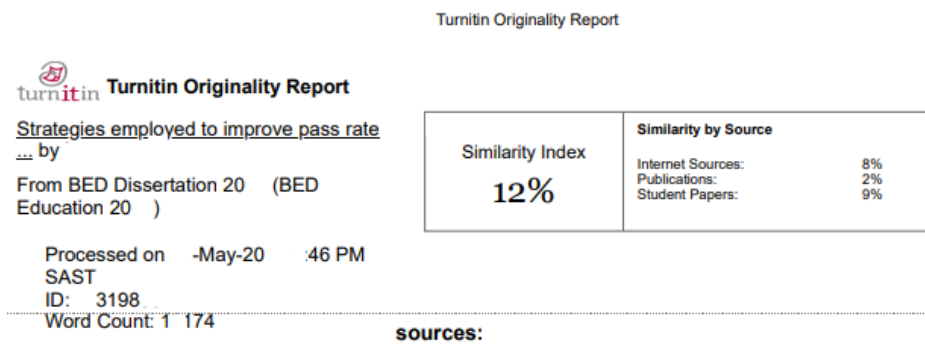 Turnitin Originality Report
turnitin Turnitin Originality Report
Strategies employed to improve pass rate
... by
From BED Dissertation 20 (BED
Education 20 )
Processed on -May-20 :46 PM
SAST
ID: 3198
Word Count: 1 174
Similarity Index
12%
Similarity by Source
Internet Sources: 8%
Publications: 2%
Student Papers: 9%
sources: